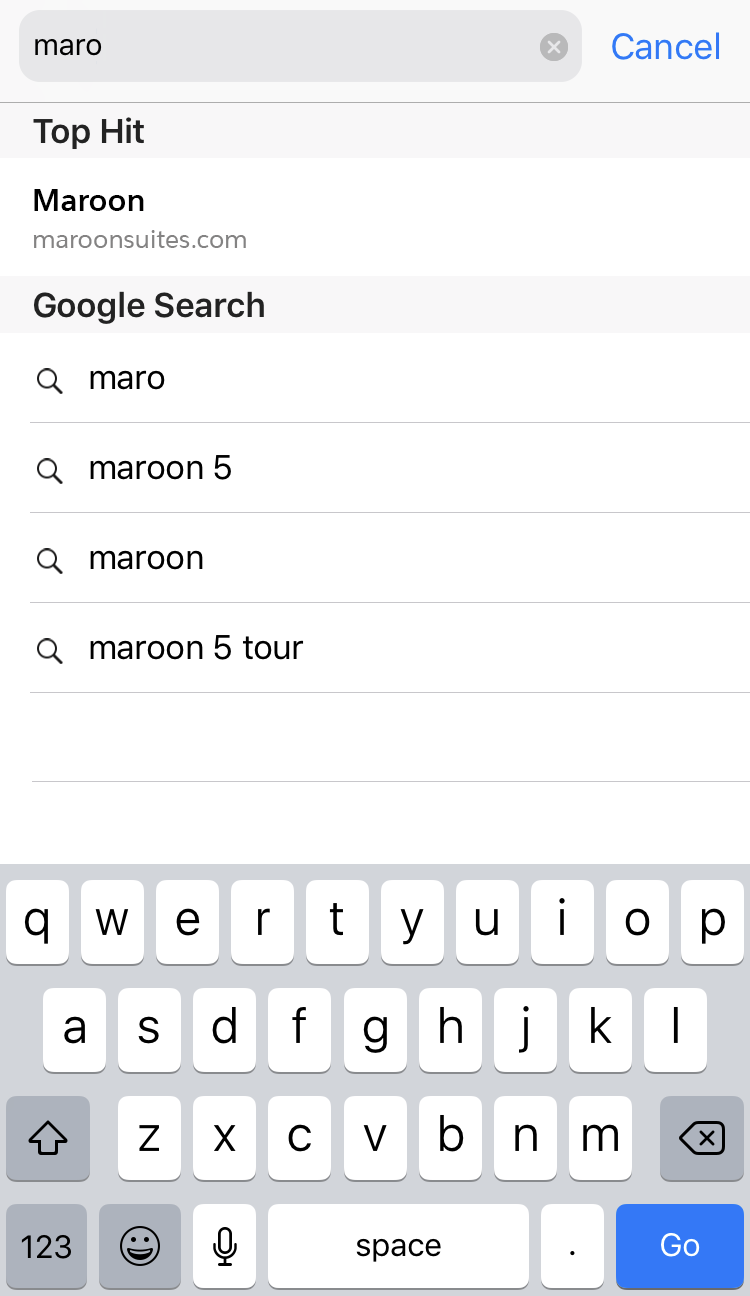 maro Cancel
Top Hit
Maroon
maroonsuites.com
Google Search
maro
maroon 5
maroon
maroon 5 tour
q w e r t y u i o p
a s d f g h j k l
z x c v b n m
123 space . Go